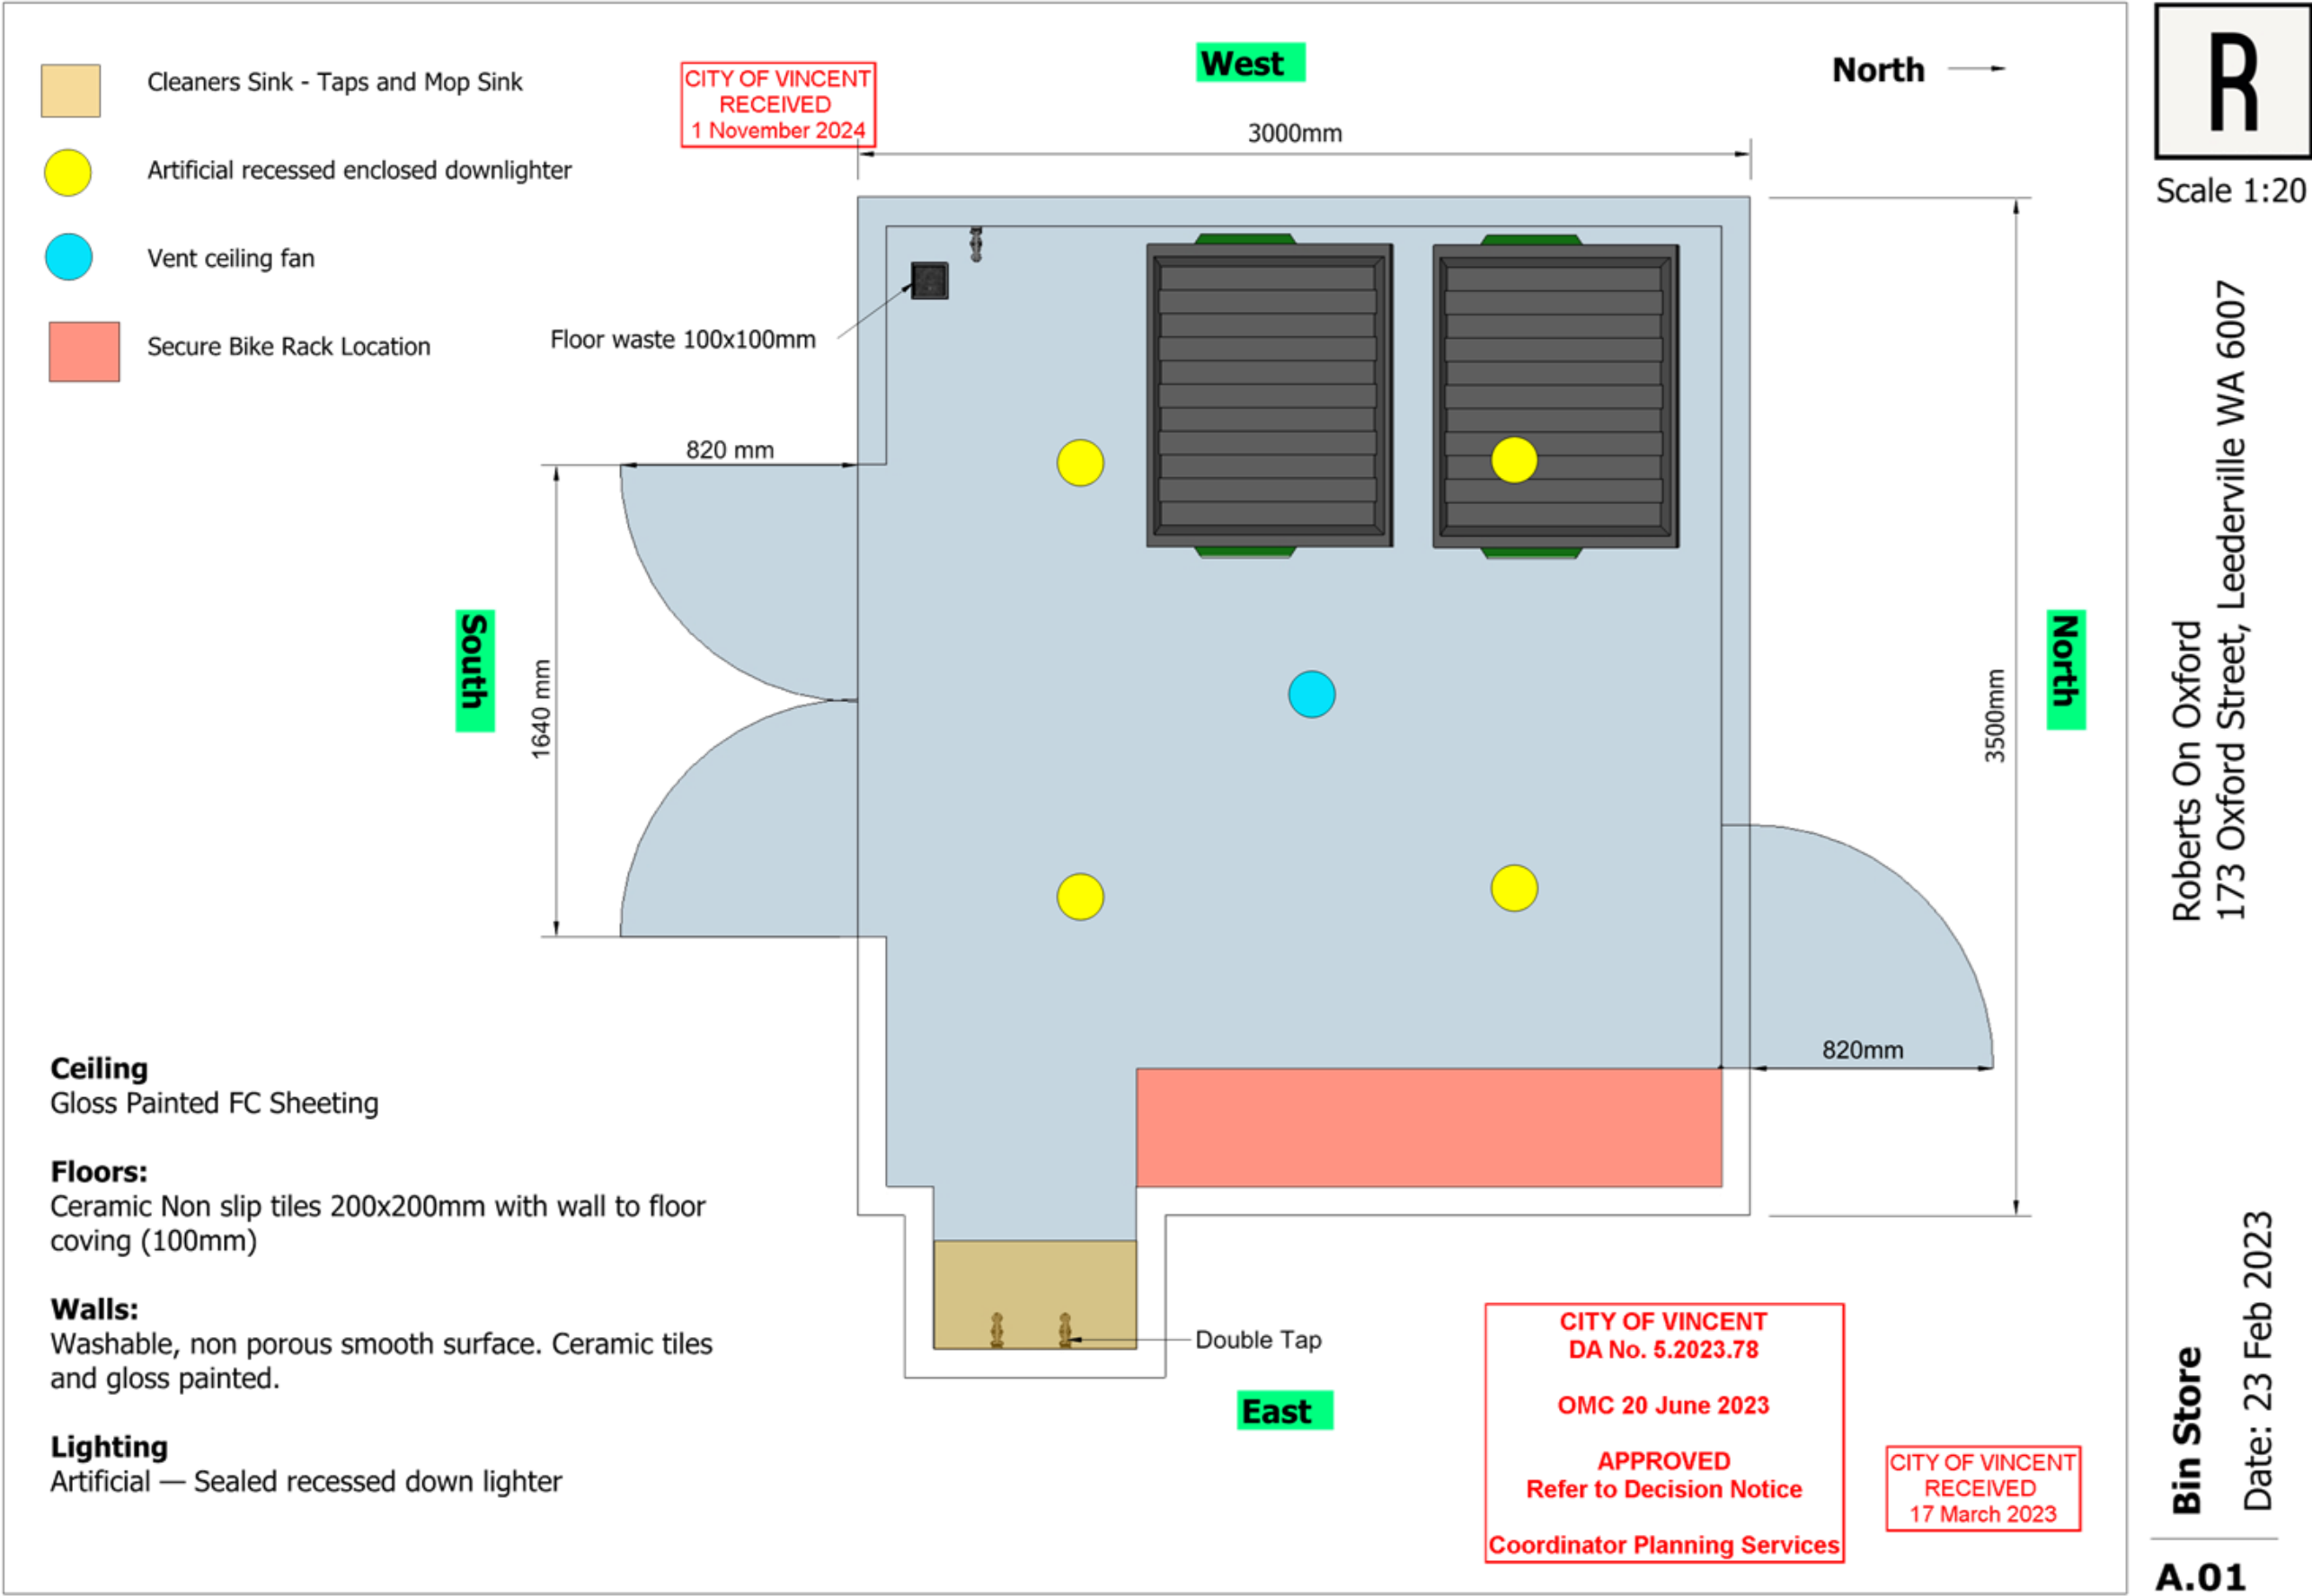 Cleaners Sink - Taps and Mop Sink
Artificial recessed enclosed downlighter
Vent ceiling fan
Secure Bike Rack Location
CITY OF VINCENT
RECEIVED
1 November 2024
West
North
3000mm
Floor waste 100x100mm
820 mm
South
1640 mm
North
3500mm
820mm
Ceiling
Gloss Painted FC Sheeting
Floors:
Ceramic Non slip tiles 200x200mm with wall to floor
coving (100mm)
Walls:
Washable, non porous smooth surface. Ceramic tiles
and gloss painted.
Lighting
Artificial — Sealed recessed down lighter
Double Tap
East
CITY OF VINCENT
DA No. 5.2023.78
OMC 20 June 2023
APPROVED
Refer to Decision Notice
Coordinator Planning Services
CITY OF VINCENT
RECEIVED
17 March 2023
R
Scale 1:20
Roberts On Oxford
173 Oxford Street, Leederville WA 6007
Bin Store
Date: 23 Feb 2023
A.01